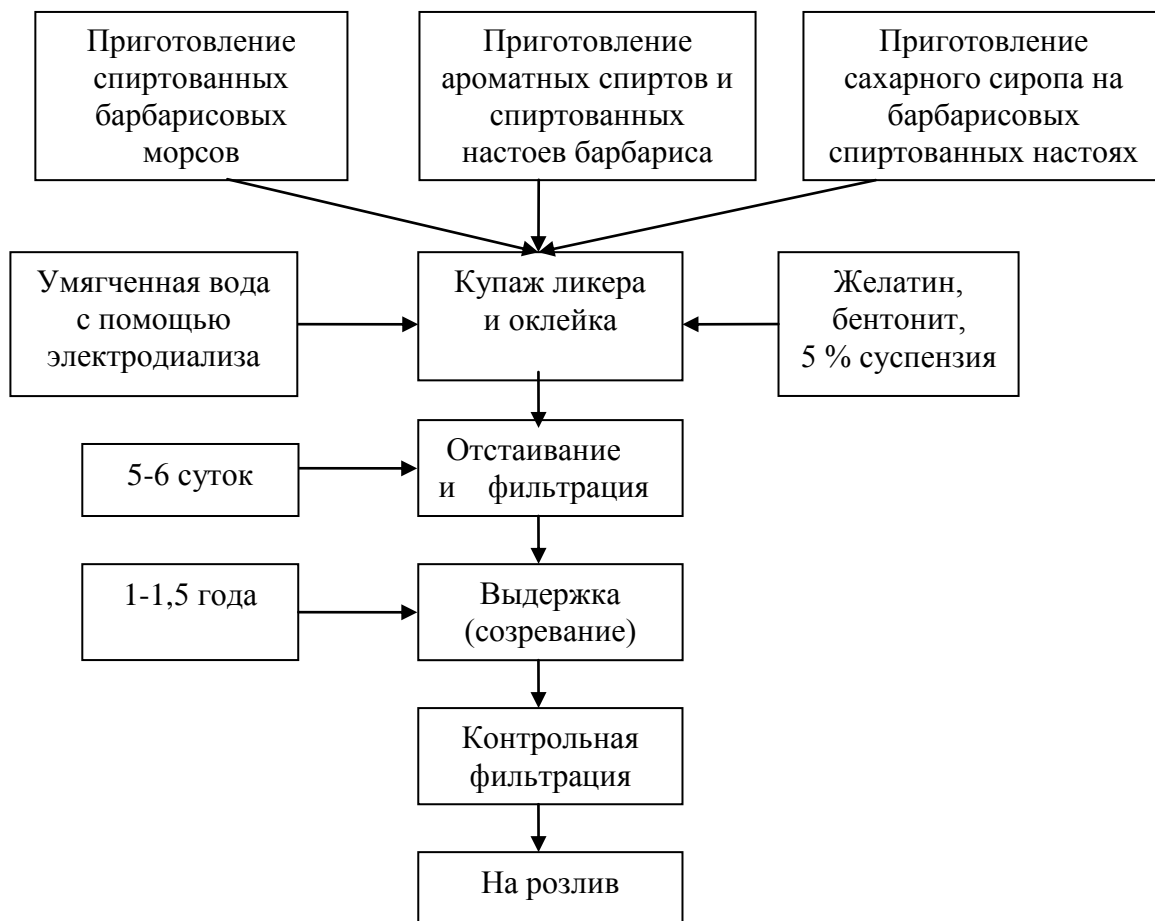 Приготовление
спиртованных
барбарисовых
морсов
Приготовление
ароматных спиртов и
спиртованных
настоев барбариса
Приготовление
сахарного сиропа на
барбарисовых
спиртованных настоях
Умягченная вода
с помощью
электродиализа
Купаж ликера
и оклейка
Желатин,
бентонит,
5 % суспензия
5-6 суток
Отстаивание
и фильтрация
1-1,5 года
Выдержка
(созревание)
Контрольная
фильтрация
На розлив